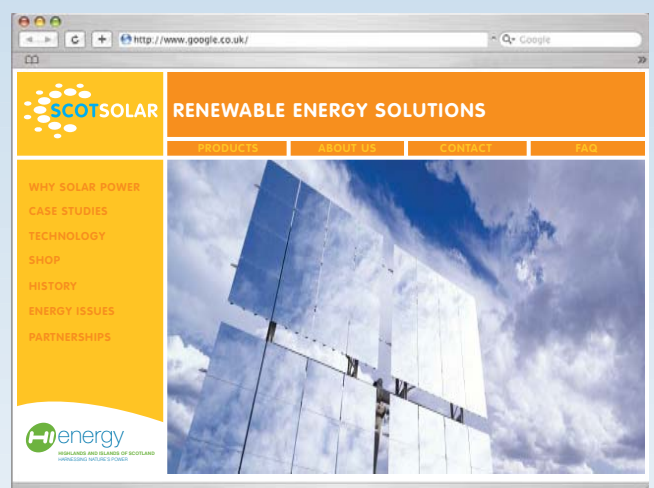 http://www.google.co.uk/
Google
SCOTSOLAR
RENEWABLE ENERGY SOLUTIONS
PRODUCTS ABOUT US CONTACT FAQ
WHY SOLAR POWER
CASE STUDIES
TECHNOLOGY
SHOP
HISTORY
ENERGY ISSUES
PARTNERSHIPS
HI energy
HIGHLANDS AND ISLANDS OF SCOTLAND
HARNESSING NATURE'S POWER